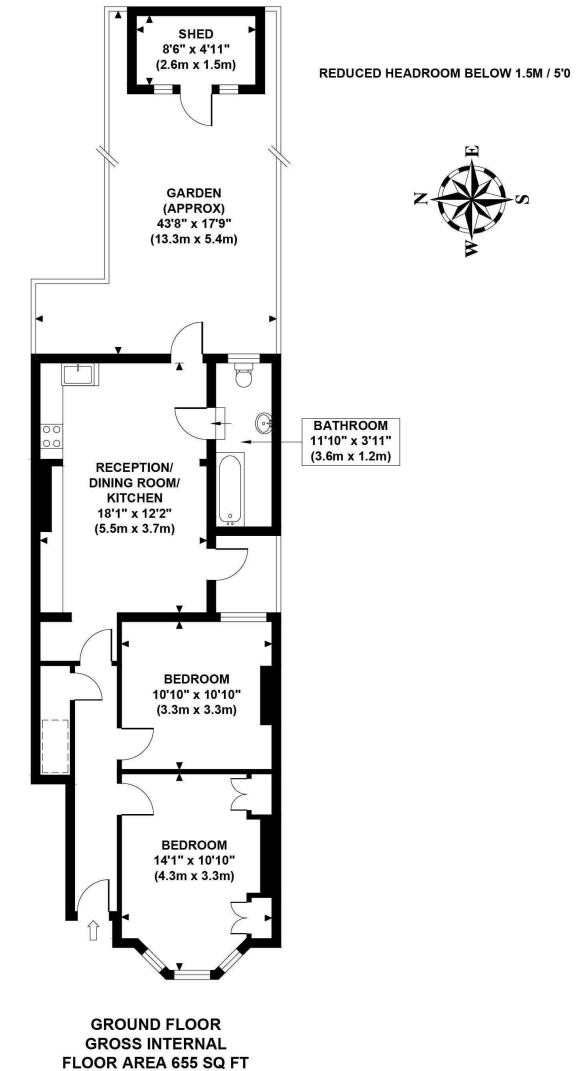 SHED
8'6" x 4'11"
(2.6m x 1.5m)
REDUCED HEADROOM BELOW 1.5M / 5'0
E
N
S
W
GARDEN
(APPROX)
43'8" x 17'9"
(13.3m x 5.4m)
BATHROOM
11'10" x 3'11"
(3.6m x 1.2m)
RECEPTION/
DINING ROOM/
KITCHEN
18'1" x 12'2"
(5.5m x 3.7m)
BEDROOM
10'10" x 10'10"
(3.3m x 3.3m)
BEDROOM
14'1" x 10'10"
(4.3m x 3.3m)
GROUND FLOOR
GROSS INTERNAL
FLOOR AREA 655 SQ FT